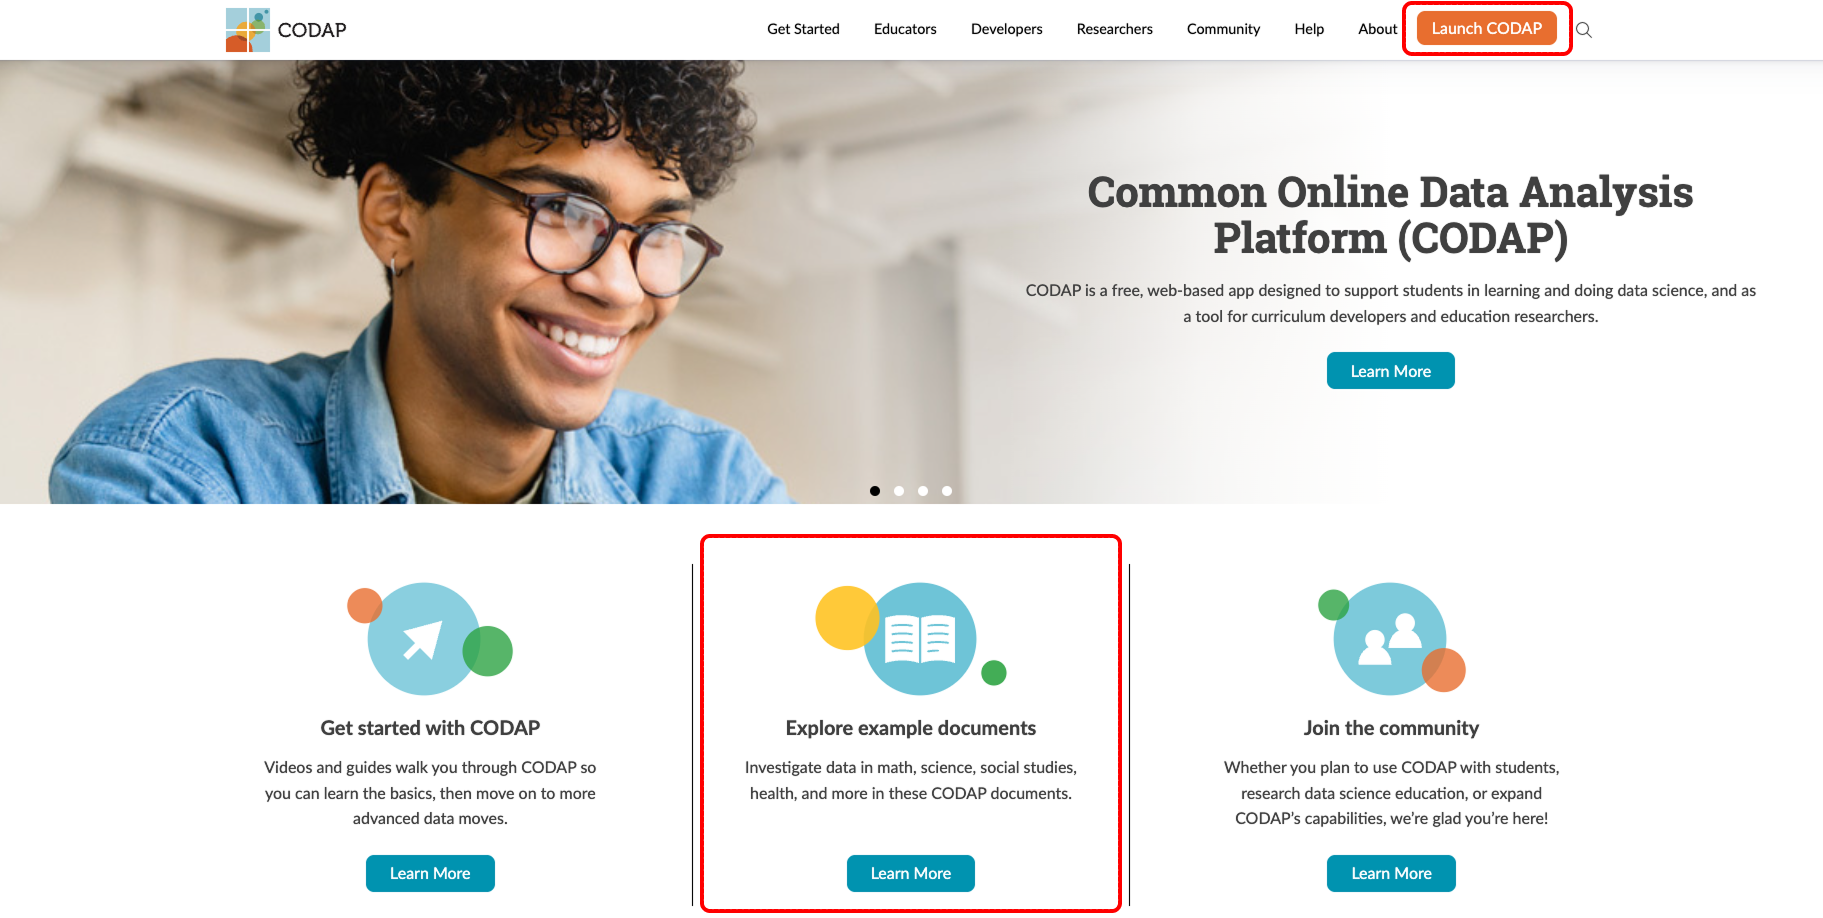 CODAP
Get Started
Educators
Developers
Researchers
Community
Help
About
Launch CODAP
Common Online Data Analysis
Platform (CODAP)
CODAP is a free, web-based app designed to support students in learning and doing data science, and as
a tool for curriculum developers and education researchers.
Learn More
Get started with CODAP
Videos and guides walk you through CODAP so
you can learn the basics, then move on to more
advanced data moves.
Learn More
Explore example documents
Investigate data in math, science, social studies,
health, and more in these CODAP documents.
Learn More
Join the community
Whether you plan to use CODAP with students,
research data science education, or expand
CODAP’s capabilities, we’re glad you’re here!
Learn More